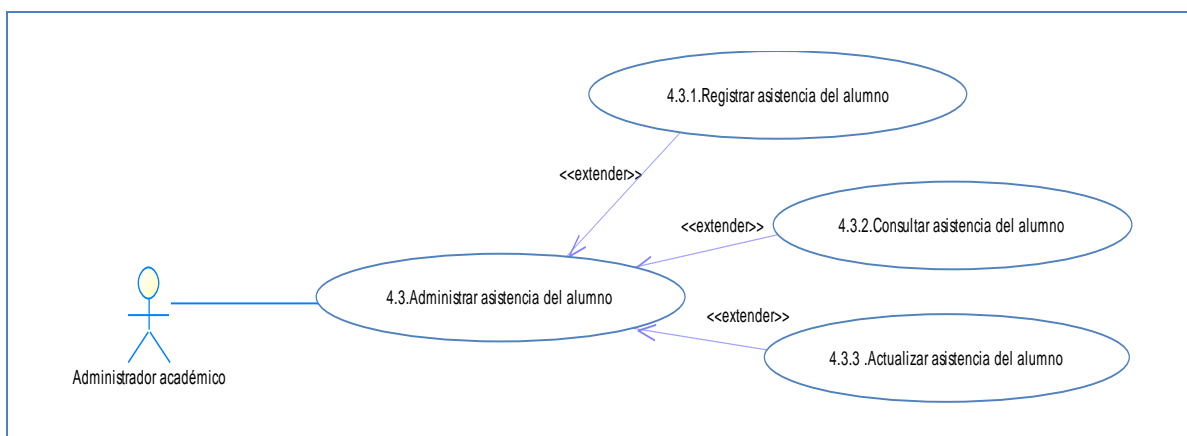 4.3.1.Registrar asistencia del alumno
<<extender>>
4.3.2.Consultar asistencia del alumno
<<extender>>
4.3.Administrar asistencia del alumno
<<extender>>
4.3.3 .Actualizar asistencia del alumno
Administrador académico